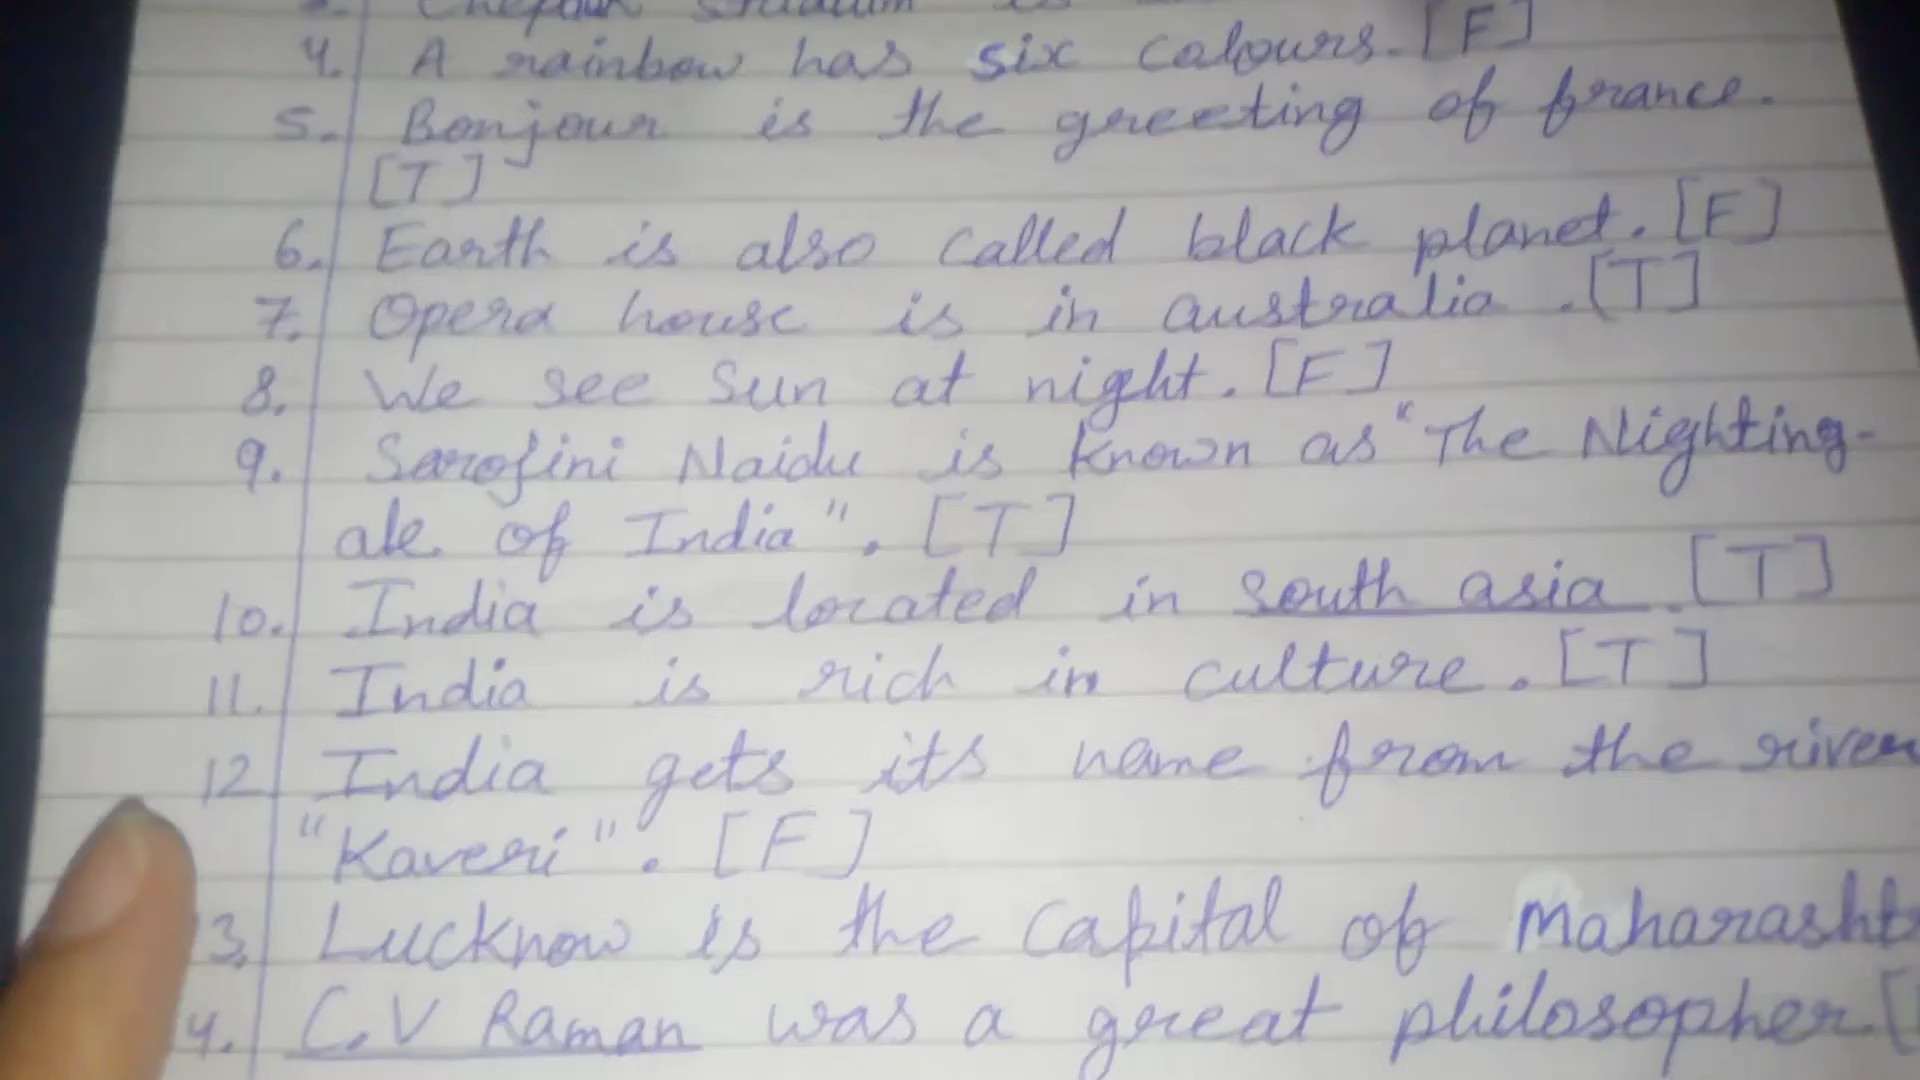 3. Chepauk Stadium is
4. A rainbow has six colours. [F]
5. Bonjour is the greeting of france.
[T]
6. Earth is also called black planet. [F]
7. Opera house is in australia. [T]
8. We see Sun at night. [F]
9. Sarojini Naidu is known as "The Nighting-
ale of India". [T]
10. India is located in south asia. [T]
11. India is rich in culture. [T]
12 India gets its name from the river
"Kaveri". [F]
3. Lucknow is the capital of Maharasht
4. C.V Raman was a great philosopher [